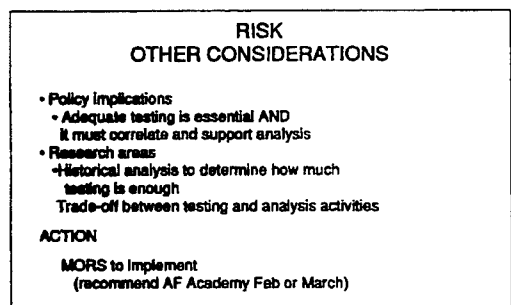 RISK
OTHER CONSIDERATIONS
• Policy implications
• Adequate testing is essential AND
it must correlate and support analysis
• Research areas
•Historical analysis to determine how much
testing is enough
Trade-off between testing and analysis activities
ACTION
MORS to implement
(recommend AF Academy Feb or March)